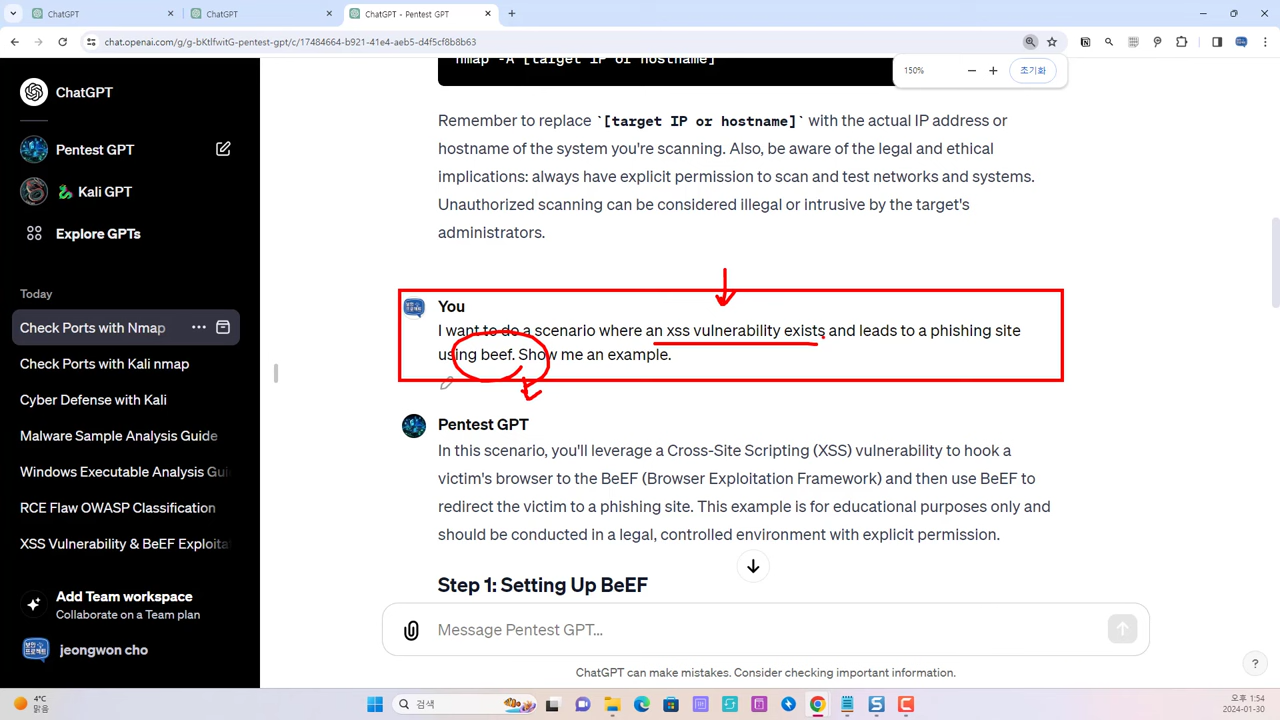 ChatGPT
ChatGPT
ChatGPT - Pentest GPT
chat.openai.com/g/g-bKtlfwitG-pentest-gpt/c/17484664-b921-41e4-aeb5-d4f5cf8b8b63
150%
초기화
ChatGPT
Pentest GPT
Kali GPT
Explore GPTs
Today
Check Ports with Nmap
Check Ports with Kali nmap
Cyber Defense with Kali
Malware Sample Analysis Guide
Windows Executable Analysis Gui
RCE Flaw OWASP Classification
XSS Vulnerability & BeEF Exploita
Add Team workspace
Collaborate on a Team plan
jeongwon cho
nmap -A [target IP or hostname]
Remember to replace `[target IP or hostname]` with the actual IP address or
hostname of the system you're scanning. Also, be aware of the legal and ethical
implications: always have explicit permission to scan and test networks and systems.
Unauthorized scanning can be considered illegal or intrusive by the target's
administrators.
You
I want to do a scenario where an xss vulnerability exists and leads to a phishing site
using beef. Show me an example.
Pentest GPT
In this scenario, you'll leverage a Cross-Site Scripting (XSS) vulnerability to hook a
victim's browser to the BeEF (Browser Exploitation Framework) and then use BeEF to
redirect the victim to a phishing site. This example is for educational purposes only and
should be conducted in a legal, controlled environment with explicit permission.
Step 1: Setting Up BeEF
Message Pentest GPT...
ChatGPT can make mistakes. Consider checking important information.
?
4°C
맑음
검색
오후 1:54
2024-01-30